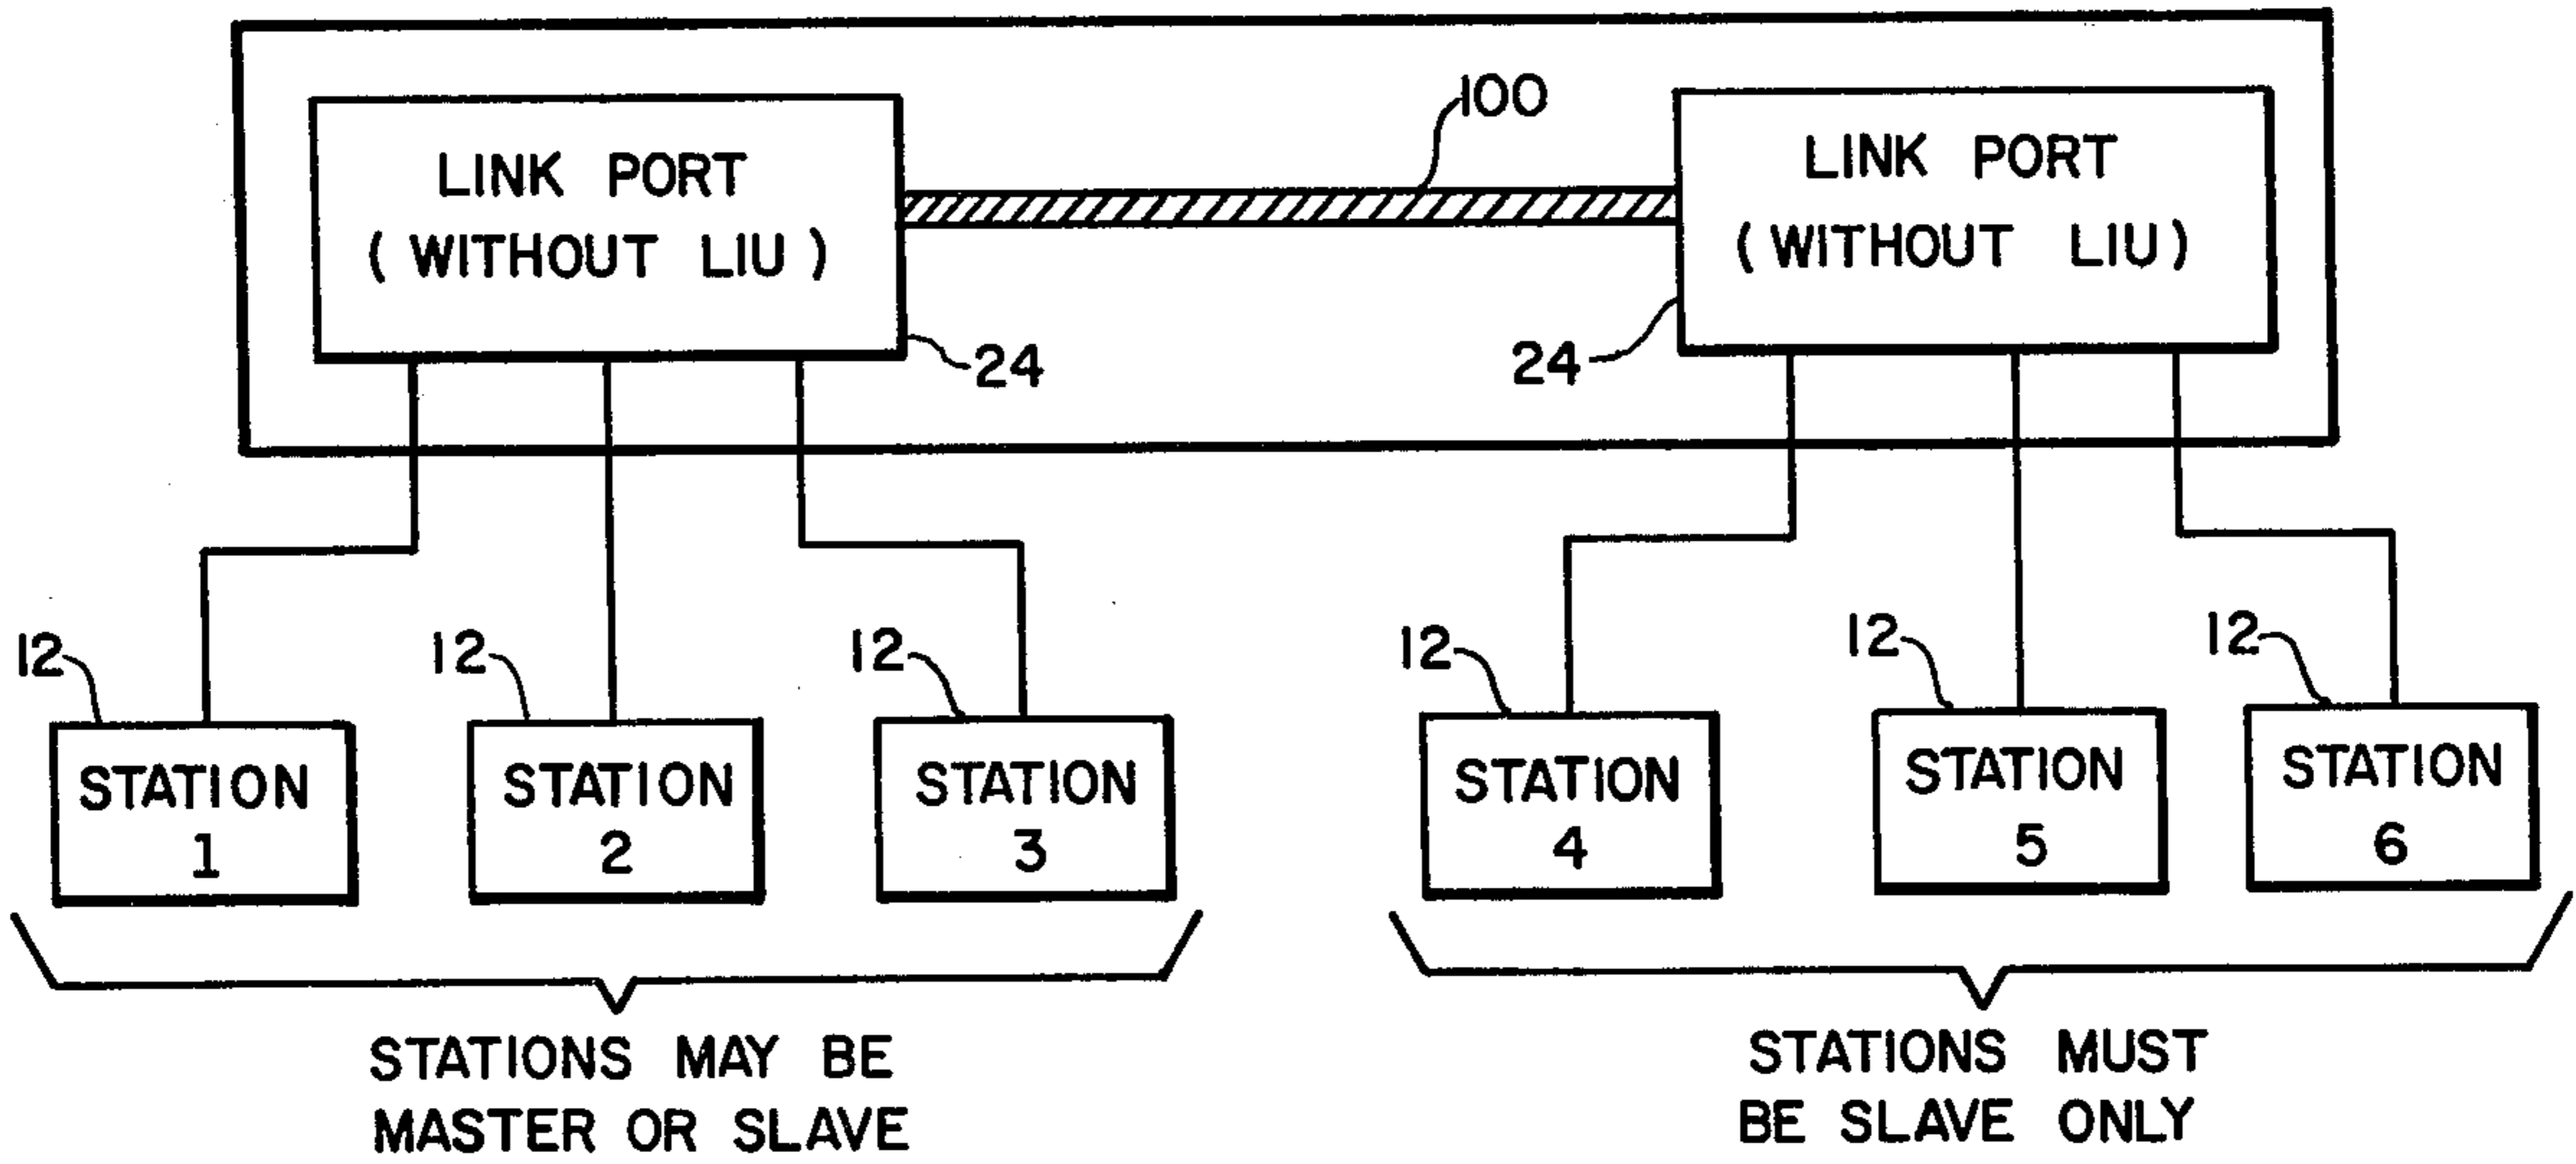 100
LINK PORT
(WITHOUT LIU)
LINK PORT
(WITHOUT LIU)
24
24
12
12
12
12
12
12
STATION
1
STATION
2
STATION
3
STATION
4
STATION
5
STATION
6
STATIONS MAY BE
MASTER OR SLAVE
STATIONS MUST
BE SLAVE ONLY